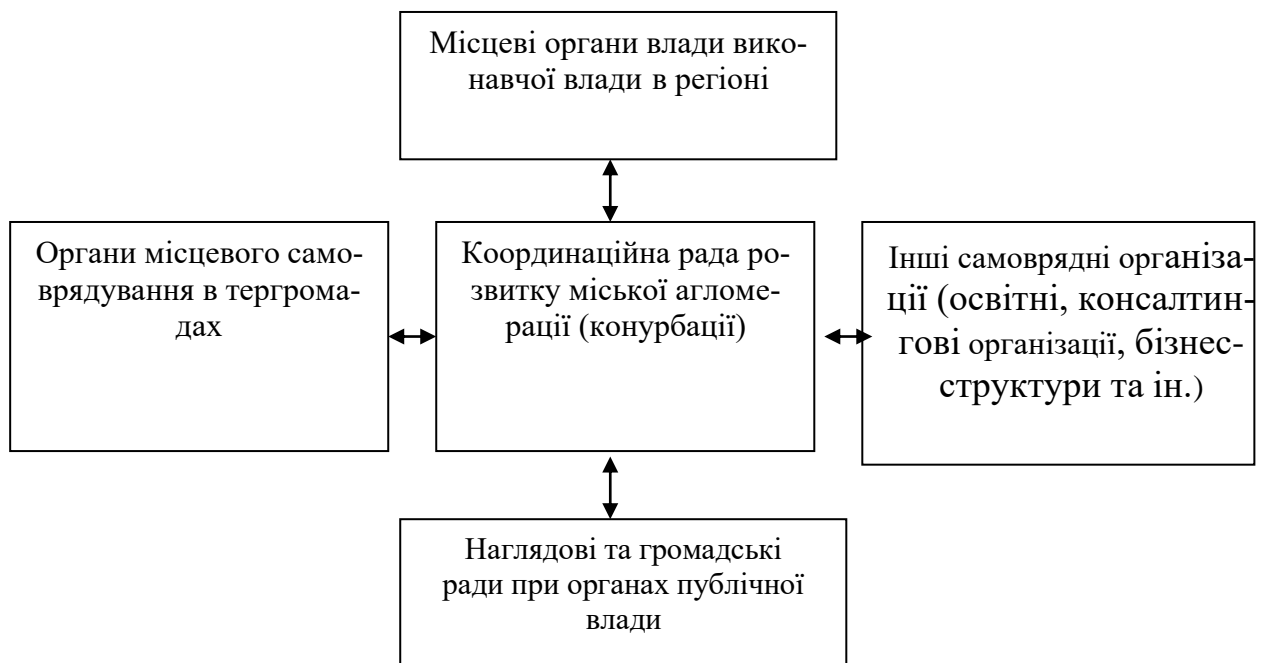 Місцеві органи влади вико-
навчої влади в регіоні
Органи місцевого само-
врядування в тергрома-
дах
Координаційна рада ро-
звитку міської агломе-
рації (конурбації)
Інші самоврядні організа-
ції (освітні, консалтин-
гові організації, бізнес-
структури та ін.)
Наглядові та громадські
ради при органах публічної
влади